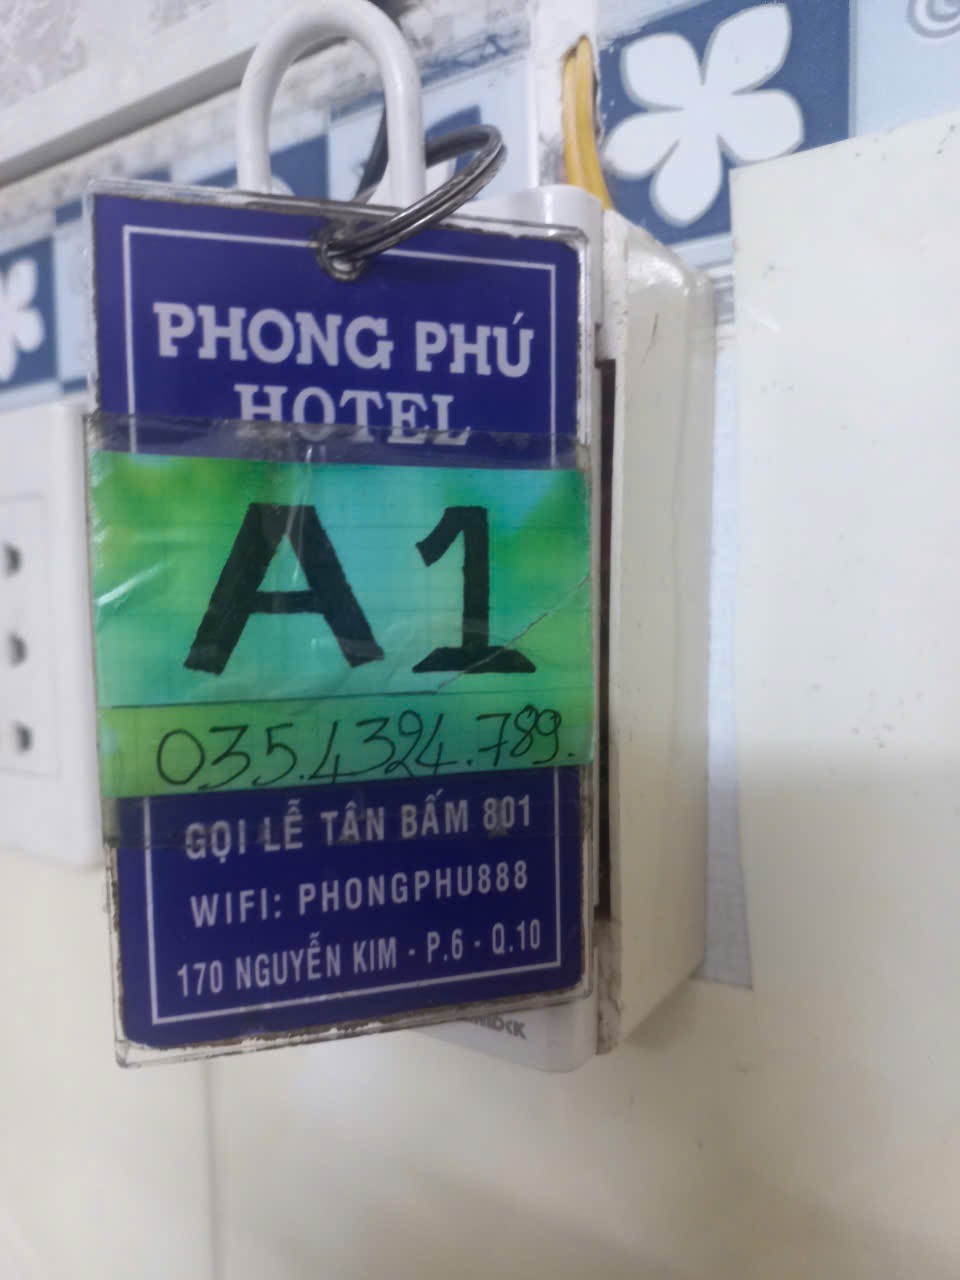 PHONG PHÚ
HOTEL
A1
035.4324.789.
GỌI LỄ TÂN BẤM 801
WIFI: PHONGPHU888
170 NGUYỄN KIM - P.6 - Q.10